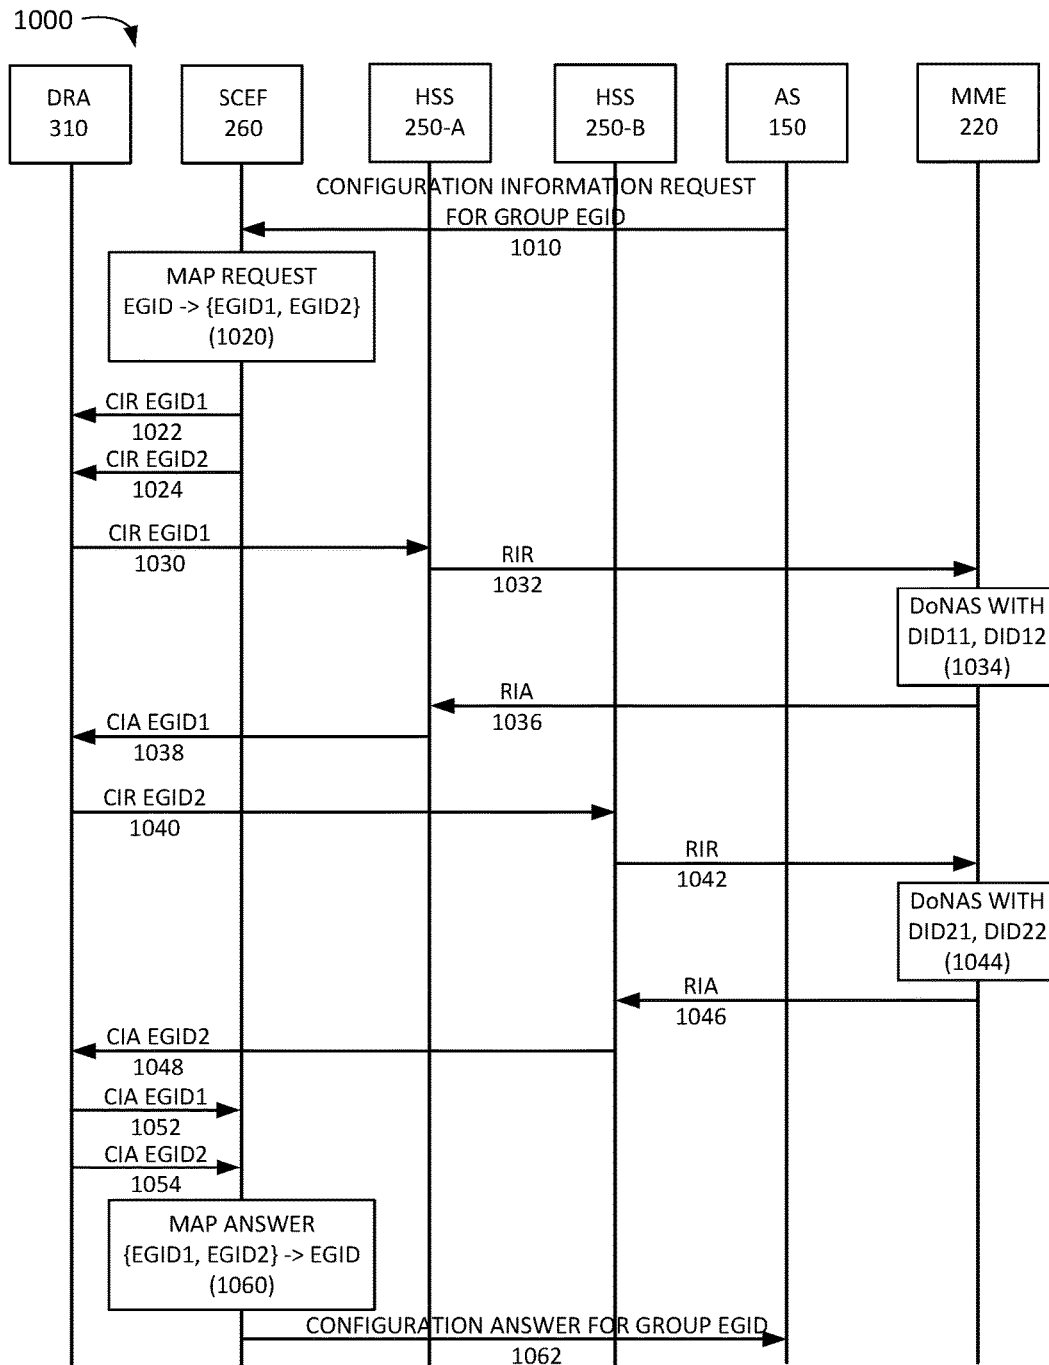 1000
DRA
310
SCEF
260
HSS
250-A
HSS
250-B
AS
150
MME
220
CONFIGURATION INFORMATION REQUEST
FOR GROUP EGID
1010
MAP REQUEST
EGID -> {EGID1, EGID2}
(1020)
CIR EGID1
1022
CIR EGID2
1024
CIR EGID1
1030
RIR
1032
DoNAS WITH
DID11, DID12
(1034)
RIA
1036
CIA EGID1
1038
CIR EGID2
1040
RIR
1042
DoNAS WITH
DID21, DID22
(1044)
RIA
1046
CIA EGID2
1048
CIA EGID1
1052
CIA EGID2
1054
MAP ANSWER
{EGID1, EGID2} -> EGID
(1060)
CONFIGURATION ANSWER FOR GROUP EGID
1062